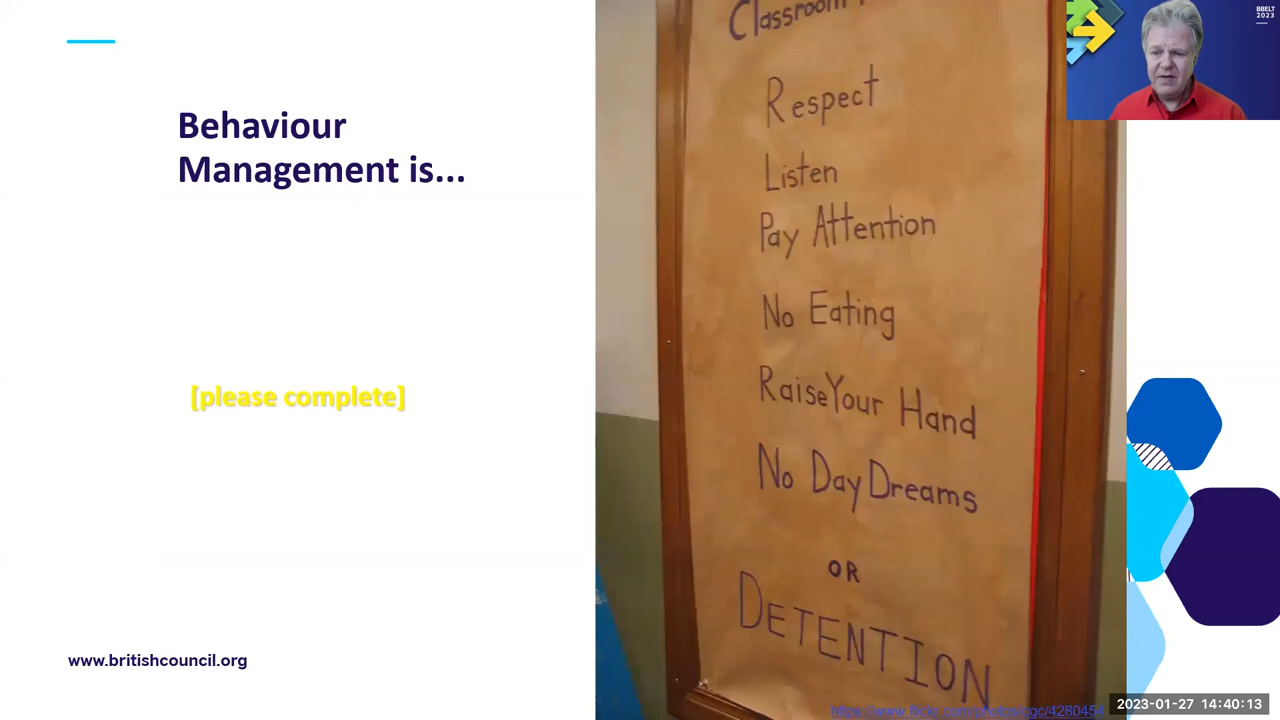 Behaviour
Management is...
[please complete]
www.britishcouncil.org
Classroom
Respect
Listen
Pay Attention
No Eating
Raise Your Hand
No Day Dreams
OR
DETENTION
BBELT
2023
2023-01-27 14:40:13